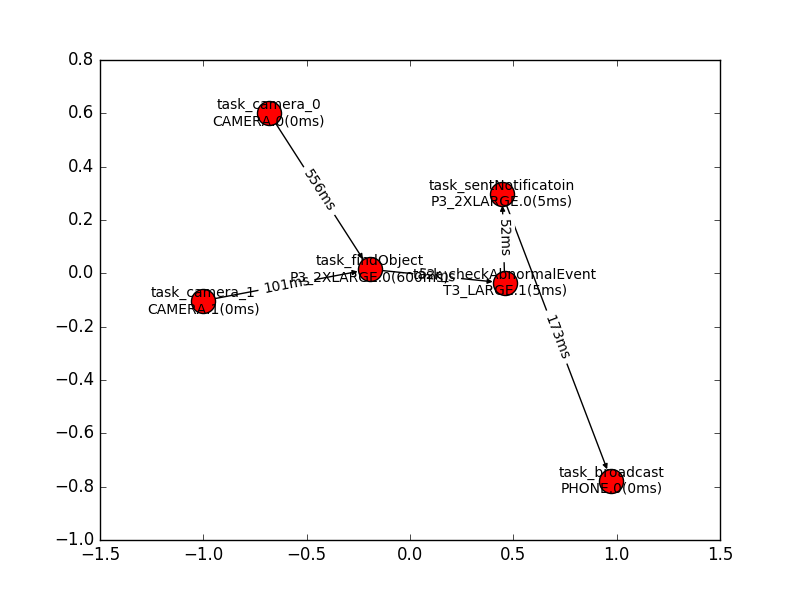 0.8
0.6
0.4
0.2
0.0
−0.2
−0.4
−0.6
−0.8
−1.0
−1.5
−1.0
−0.5
0.0
0.5
1.0
1.5
task_camera_0
CAMERA.0(0ms)
556ms
task_sentNotificatoin
P3_2XLARGE.0(5ms)
52ms
task_findObject
P3_2XLARGE.0(600ms)
task_checkAbnormalEvent
T3_LARGE.1(5ms)
101ms
task_camera_1
CAMERA.1(0ms)
173ms
task_broadcast
PHONE.0(0ms)